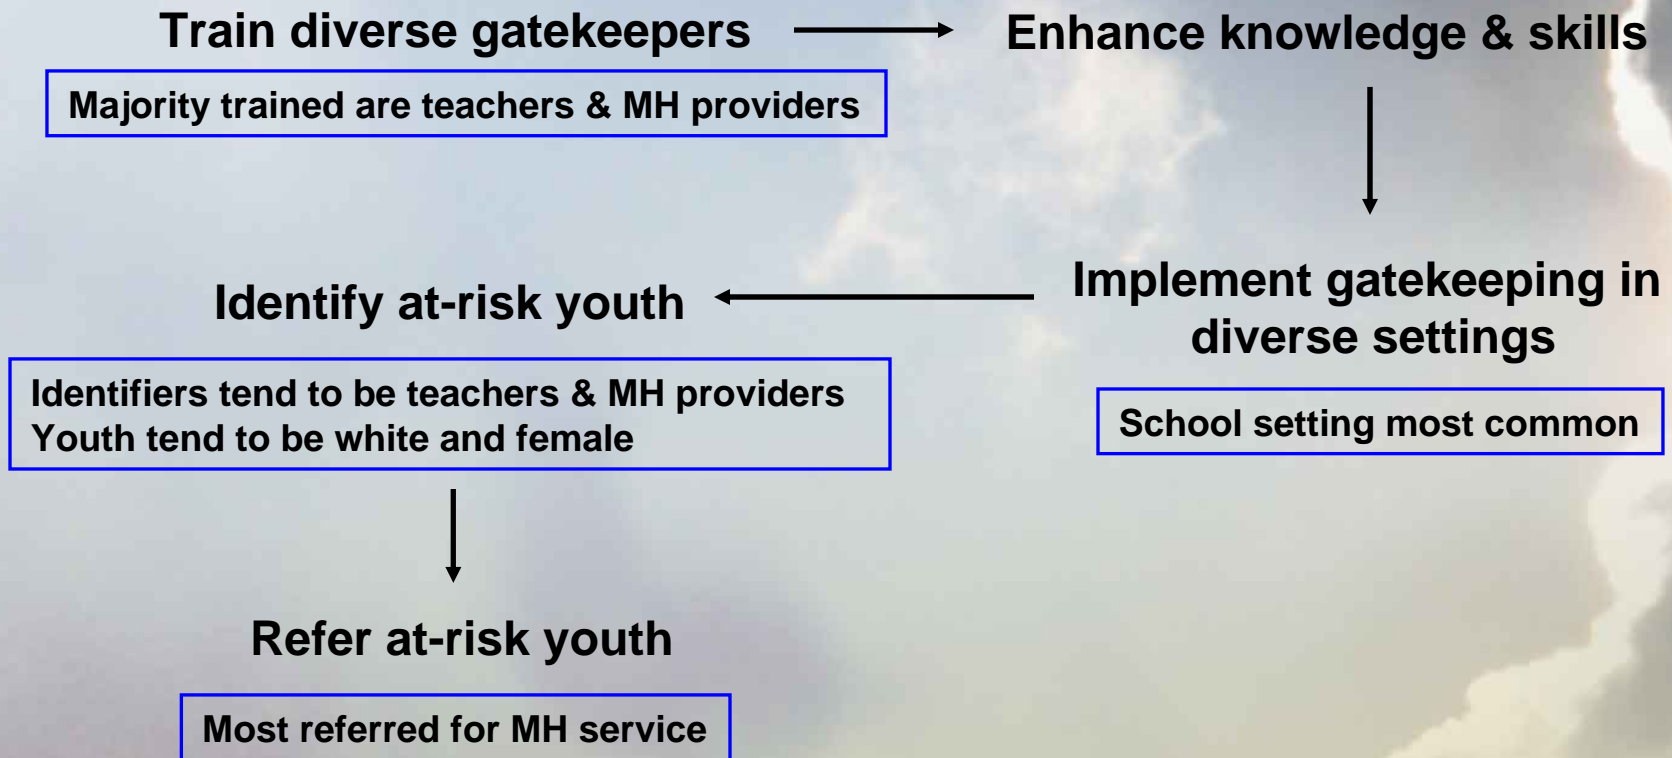 Train diverse gatekeepers
Enhance knowledge & skills
Majority trained are teachers & MH providers
Implement gatekeeping in
diverse settings
School setting most common
Identify at-risk youth
Identifiers tend to be teachers & MH providers
Youth tend to be white and female
Refer at-risk youth
Most referred for MH service